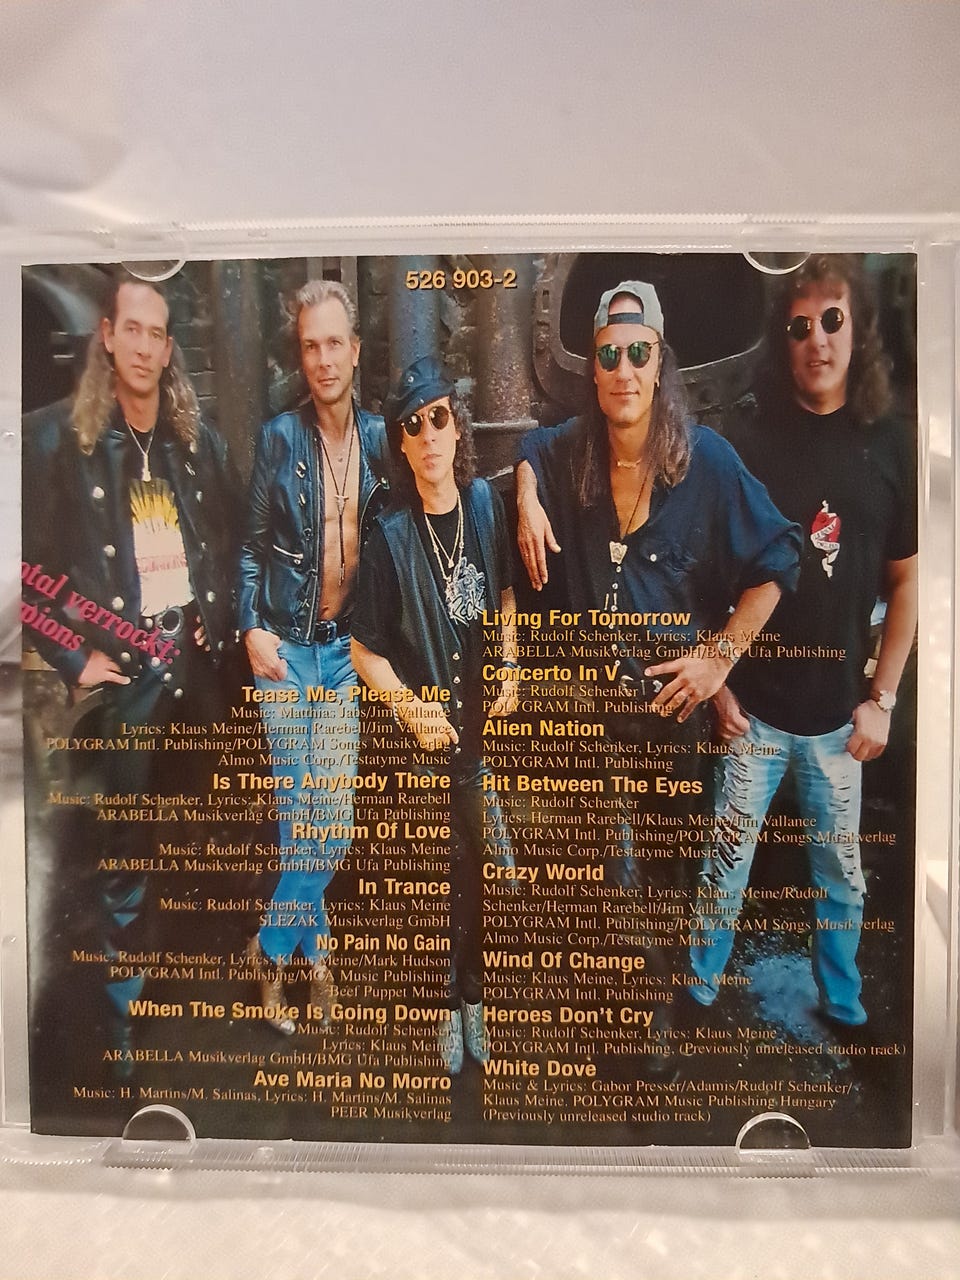 526 903-2
otal verrockt:
pions
Tease Me, Please Me
Music: Matthias Jabs/Jim Vallance
Lyrics: Klaus Meine/Herman Rarebell/Jim Vallance
POLYGRAM Intl. Publishing/POLYGRAM Songs Musikverlag
Almo Music Corp./Testatyme Music
Is There Anybody There
Music: Rudolf Schenker, Lyrics: Klaus Meine/Herman Rarebell
ARABELLA Musikverlag GmbH/BMG Ufa Publishing
Rhythm Of Love
Music: Rudolf Schenker, Lyrics: Klaus Meine
ARABELLA Musikverlag GmbH/BMG Ufa Publishing
In Trance
Music: Rudolf Schenker, Lyrics: Klaus Meine
SLEZAK Musikverlag GmbH
No Pain No Gain
Music: Rudolf Schenker, Lyrics: Klaus Meine/Mark Hudson
POLYGRAM Intl. Publishing/MCA Music Publishing
Beef Puppet Music
When The Smoke Is Going Down
Music: Rudolf Schenker
Lyrics: Klaus Meine
ARABELLA Musikverlag GmbH/BMG Ufa Publishing
Ave Maria No Morro
Music: H. Martins/M. Salinas, Lyrics: H. Martins/M. Salinas
PEER Musikverlag
Living For Tomorrow
Music: Rudolf Schenker, Lyrics: Klaus Meine
ARABELLA Musikverlag GmbH/BMG Ufa Publishing
Concerto In V
Music: Rudolf Schenker
POLYGRAM Intl. Publishing
Alien Nation
Music: Rudolf Schenker, Lyrics: Klaus Meine
POLYGRAM Intl. Publishing
Hit Between The Eyes
Music: Rudolf Schenker
Lyrics: Herman Rarebell/Klaus Meine/Jim Vallance
POLYGRAM Intl. Publishing/POLYGRAM Songs Musikverlag
Almo Music Corp./Testatyme Music
Crazy World
Music: Rudolf Schenker, Lyrics: Klaus Meine/Rudolf
Schenker/Herman Rarebell/Jim Vallance
POLYGRAM Intl. Publishing/POLYGRAM Songs Musikverlag
Almo Music Corp./Testatyme Music
Wind Of Change
Music: Klaus Meine, Lyrics: Klaus Meine
POLYGRAM Intl. Publishing
Heroes Don't Cry
Music: Rudolf Schenker, Lyrics: Klaus Meine
POLYGRAM Intl. Publishing, (Previously unreleased studio track)
White Dove
Music & Lyrics: Gabor Presser/Adamis/Rudolf Schenker/
Klaus Meine. POLYGRAM Music Publishing Hungary
(Previously unreleased studio track)